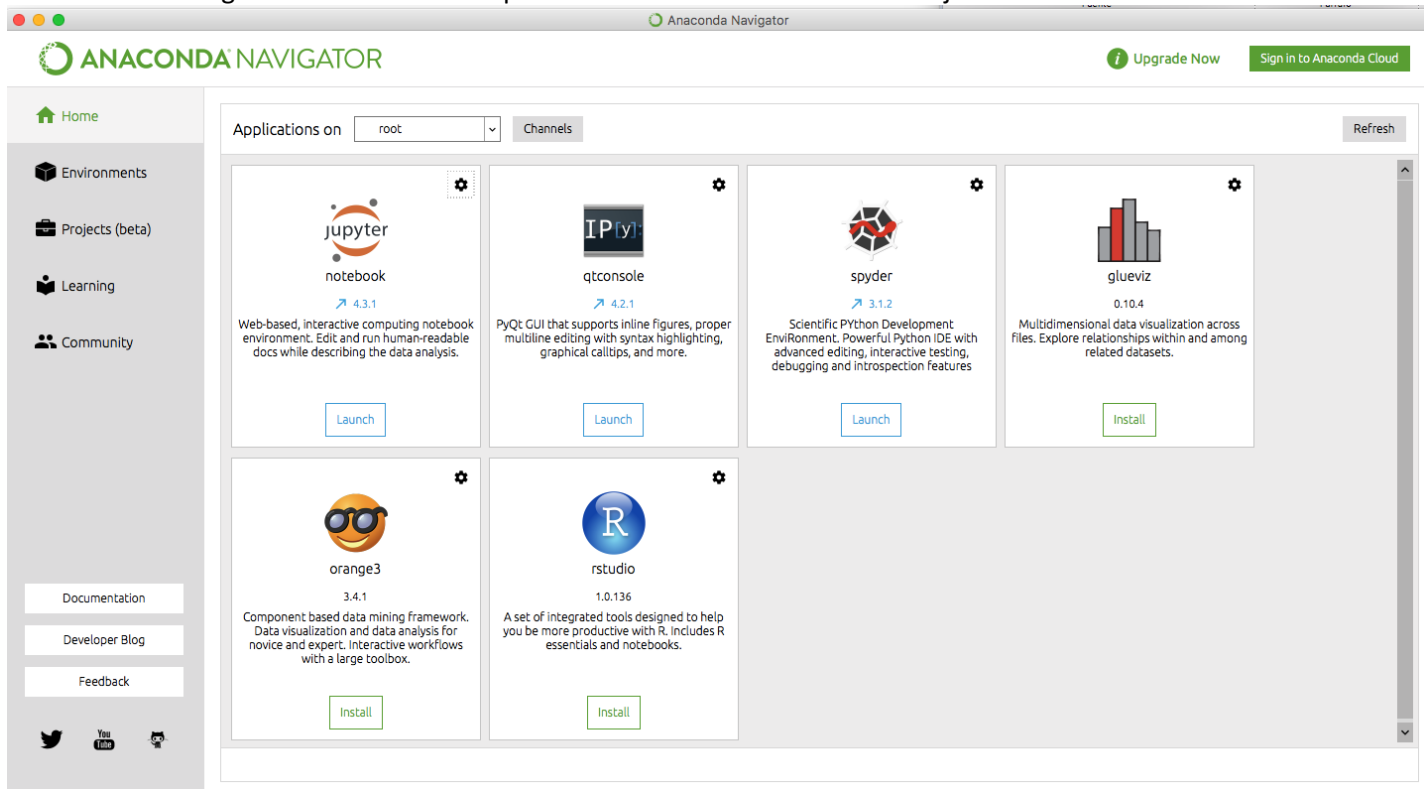 Anaconda Navigator
ANACONDA NAVIGATOR
Upgrade Now
Sign in to Anaconda Cloud
Home
Environments
Projects (beta)
Learning
Community
Documentation
Developer Blog
Feedback
You
Tube
Applications on
root
Channels
Refresh
jupyter
notebook
4.3.1
Web-based, interactive computing notebook
environment. Edit and run human-readable
docs while describing the data analysis.
Launch
IP[y]:
qtconsole
4.2.1
PyQt GUI that supports inline figures, proper
multiline editing with syntax highlighting,
graphical calltips, and more.
Launch
spyder
3.1.2
Scientific PYthon Development
EnviRonment. Powerful Python IDE with
advanced editing, interactive testing,
debugging and introspection features
Launch
glueviz
0.10.4
Multidimensional data visualization across
files. Explore relationships within and among
related datasets.
Install
orange3
3.4.1
Component based data mining framework.
Data visualization and data analysis for
novice and expert. Interactive workflows
with a large toolbox.
Install
R
rstudio
1.0.136
A set of integrated tools designed to help
you be more productive with R. Includes R
essentials and notebooks.
Install